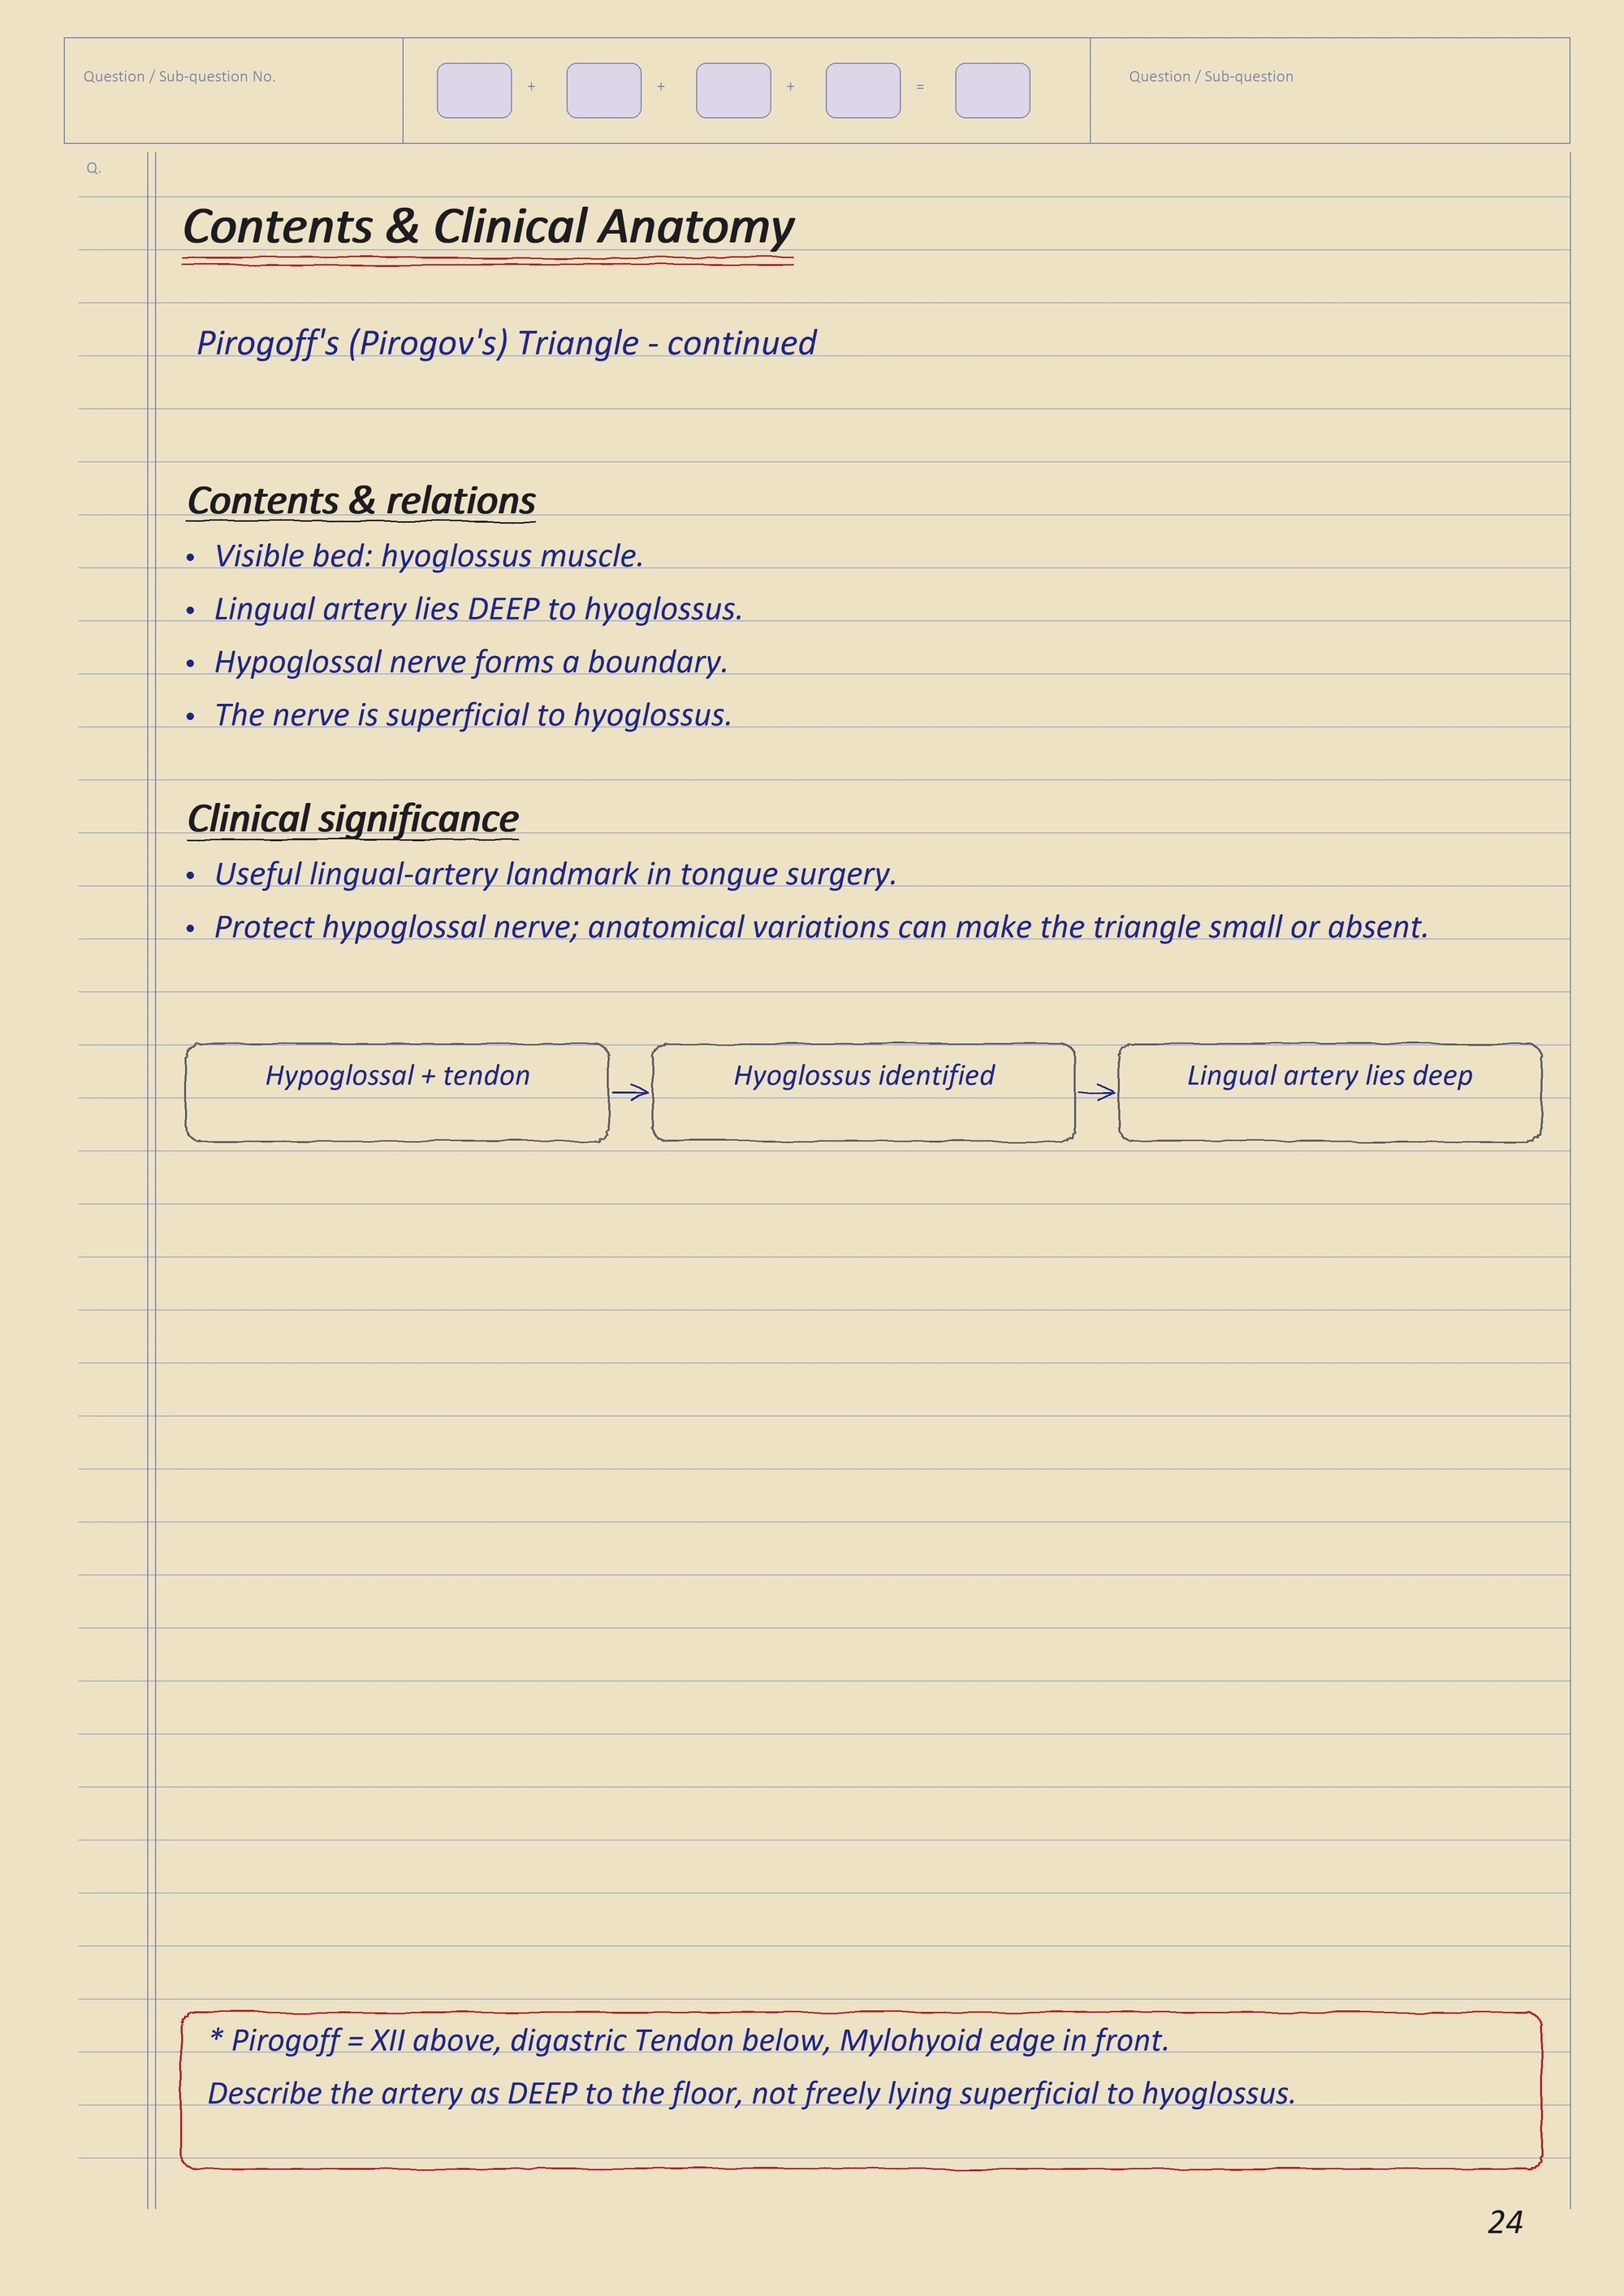 Question / Sub-question No.
+ + + =
Question / Sub-question
Q.
Contents & Clinical Anatomy
Pirogoff's (Pirogov's) Triangle - continued
Contents & relations
• Visible bed: hyoglossus muscle.
• Lingual artery lies DEEP to hyoglossus.
• Hypoglossal nerve forms a boundary.
• The nerve is superficial to hyoglossus.
Clinical significance
• Useful lingual-artery landmark in tongue surgery.
• Protect hypoglossal nerve; anatomical variations can make the triangle small or absent.
Hypoglossal + tendon
Hyoglossus identified
Lingual artery lies deep
* Pirogoff = XII above, digastric Tendon below, Mylohyoid edge in front.
Describe the artery as DEEP to the floor, not freely lying superficial to hyoglossus.
24